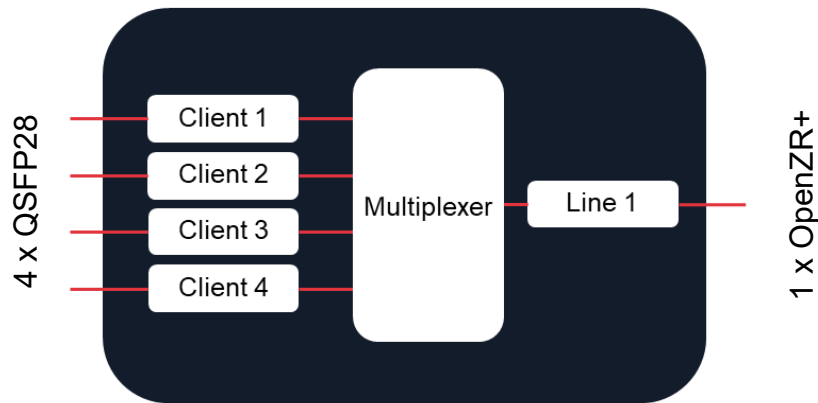 4 x QSFP28
Client 1
Client 2
Client 3
Client 4
Multiplexer
Line 1
1 x OpenZR+